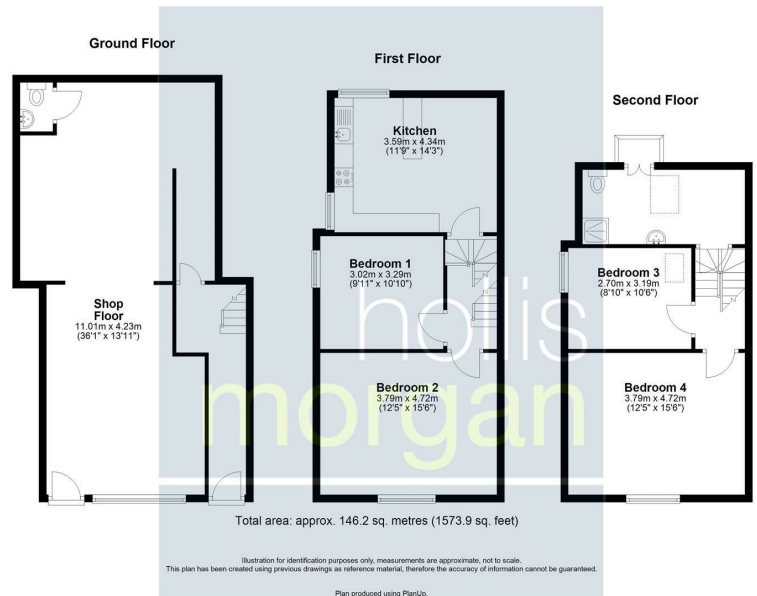 Ground Floor
First Floor
Second Floor
Kitchen
3.59m x 4.34m
(11'9" x 14'3")
Bedroom 1
3.02m x 3.29m
(9'11" x 10'10")
Bedroom 3
2.70m x 3.19m
(8'10" x 10'6")
Shop
Floor
11.01m x 4.23m
(36'1" x 13'11")
hollis
morgan
Bedroom 2
3.79m x 4.72m
(12'5" x 15'6")
Bedroom 4
3.79m x 4.72m
(12'5" x 15'6")
Total area: approx. 146.2 sq. metres (1573.9 sq. feet)
Illustration for identification purposes only, measurements are approximate, not to scale.
This plan has been created using previous drawings as reference material, therefore the accuracy of information cannot be guaranteed.
Plan produced using PlanUp.